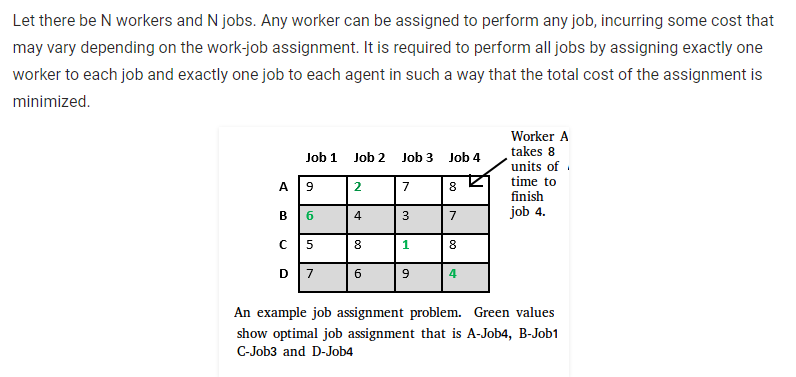 Let there be N workers and N jobs. Any worker can be assigned to perform any job, incurring some cost that
may vary depending on the work-job assignment. It is required to perform all jobs by assigning exactly one
worker to each job and exactly one job to each agent in such a way that the total cost of the assignment is
minimized.
Worker A
takes 8
units of
time to
finish
job 4.
Job 1 Job 2 Job 3 Job 4
A 9 2 7 8
B 6 4 3 7
C 5 8 1 8
D 7 6 9 4
An example job assignment problem. Green values
show optimal job assignment that is A-Job4, B-Job1
C-Job3 and D-Job4